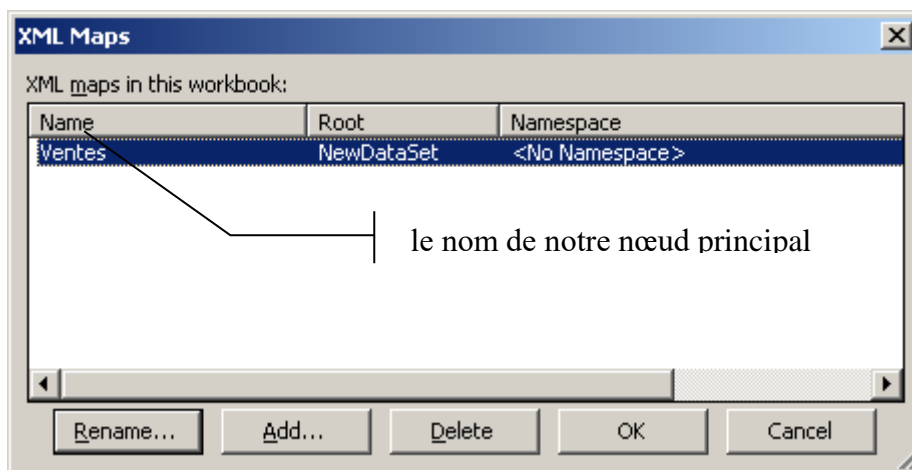 XML Maps
XML maps in this workbook:
Name Root Namespace
Ventes NewDataSet <No Namespace>
le nom de notre nœud principal
Rename... Add... Delete OK Cancel